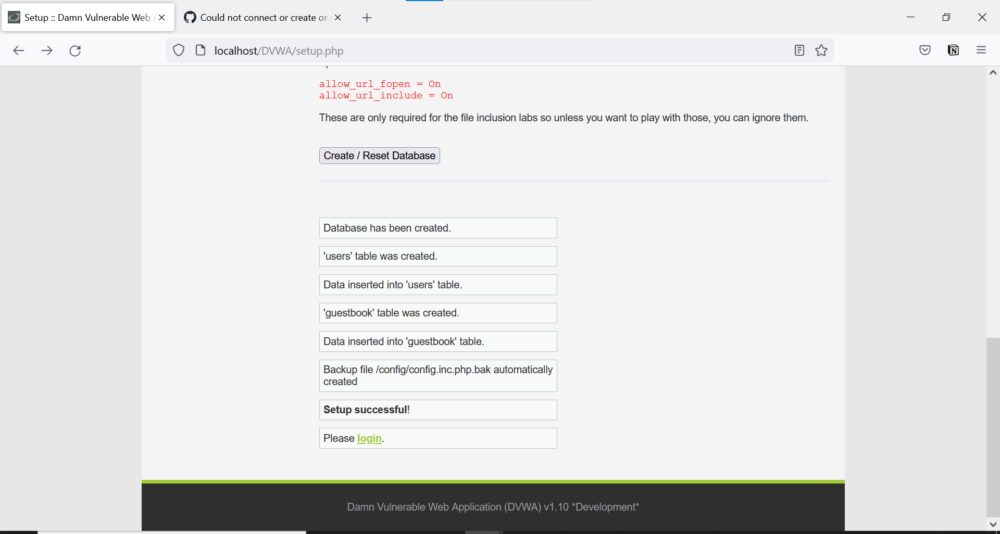 Setup :: Damn Vulnerable Web
Could not connect or create or
localhost/DVWA/setup.php
allow_url_fopen = On
allow_url_include = On
These are only required for the file inclusion labs so unless you want to play with those, you can ignore them.
Create / Reset Database
Database has been created.
'users' table was created.
Data inserted into 'users' table.
'guestbook' table was created.
Data inserted into 'guestbook' table.
Backup file /config/config.inc.php.bak automatically
created
Setup successful!
Please login.
Damn Vulnerable Web Application (DVWA) v1.10 *Development*